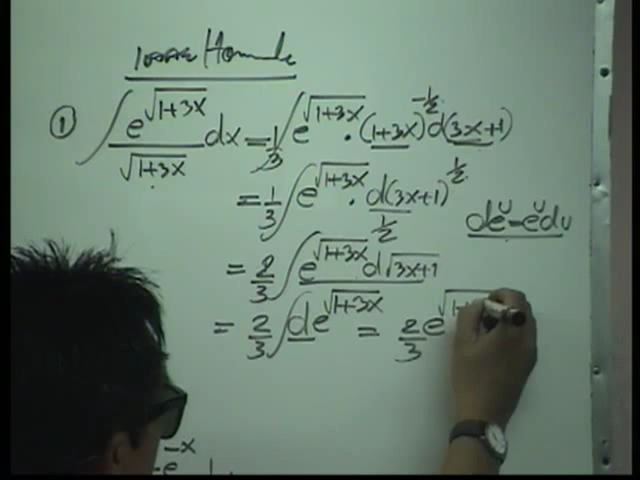 ① ∫ e^√(1+3x) / √(1+3x) dx = 1/3 ∫ e^√(1+3x) · (1+3x)^(-1/2) d(3x+1)
= 1/3 ∫ e^√(1+3x) · d(3x+1)^(1/2) / (1/2)
de^u = e^u du
= 2/3 ∫ e^√(1+3x) d√(3x+1)
= 2/3 ∫ d e^√(1+3x) = 2/3 e^√(1+
-x
-e